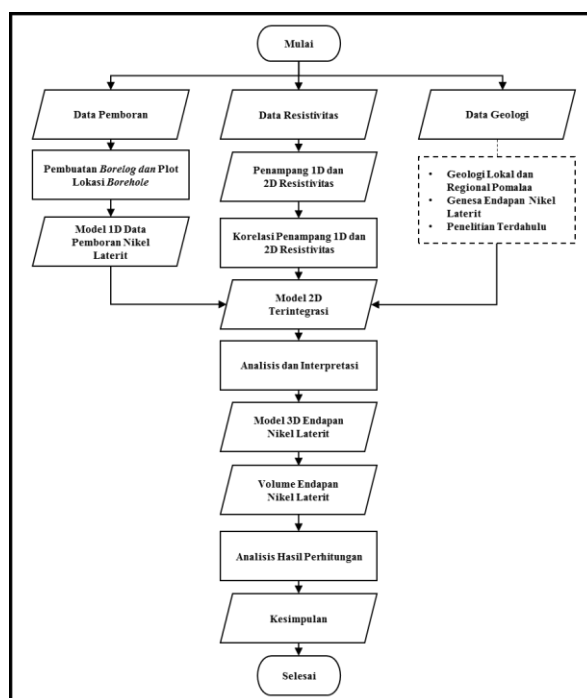 Mulai
Data Pemboran
Data Resistivitas
Data Geologi
Pembuatan Borelog dan Plot
Lokasi Borehole
Penampang 1D dan
2D Resistivitas
• Geologi Lokal dan
Regional Pomalaa
• Genesa Endapan Nikel
Laterit
• Penelitian Terdahulu
Model 1D Data
Pemboran Nikel
Laterit
Korelasi Penampang 1D dan
2D Resistivitas
Model 2D
Terintegrasi
Analisis dan Interpretasi
Model 3D Endapan
Nikel Laterit
Volume Endapan
Nikel Laterit
Analisis Hasil Perhitungan
Kesimpulan
Selesai